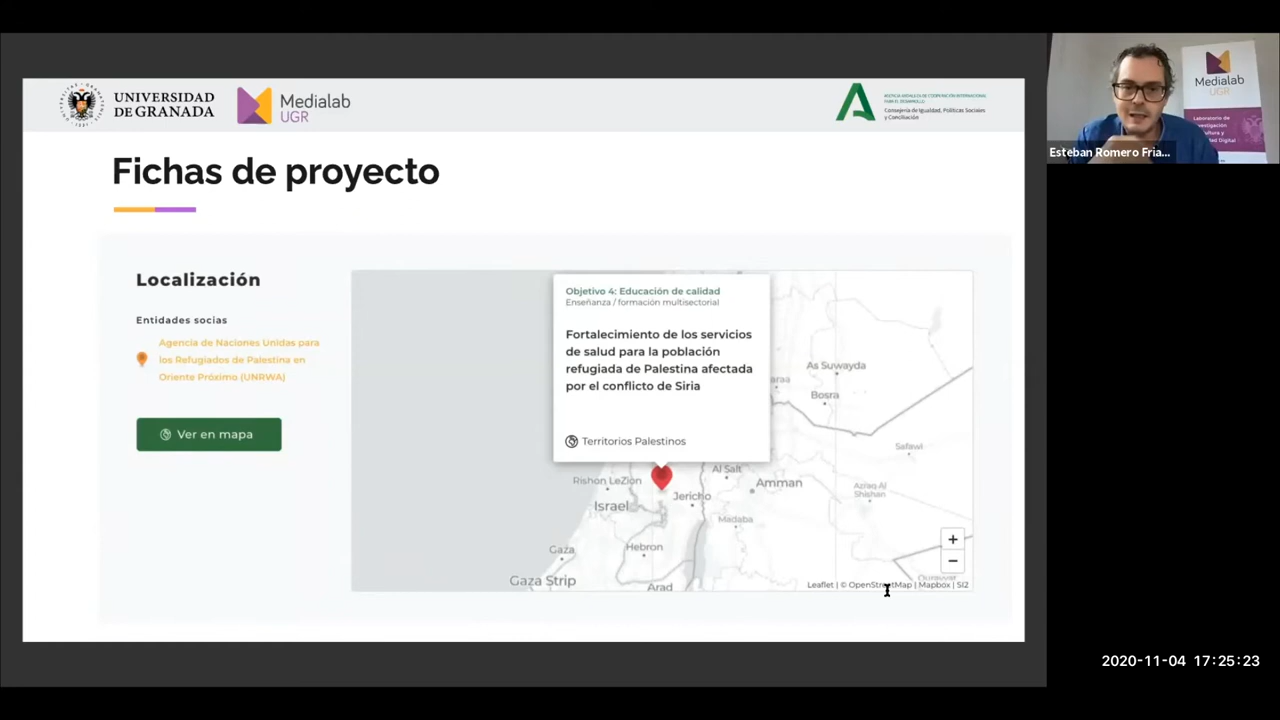 UNIVERSIDAD
DE GRANADA
Medialab
UGR
Consejería de Igualdad, Políticas Sociales
y Conciliación
Fichas de proyecto
Localización
Entidades socias
Agencia de Naciones Unidas para
los Refugiados de Palestina en
Oriente Próximo (UNRWA)
Ver en mapa
Objetivo 4: Educación de calidad
Enseñanza / formación multisectorial
Fortalecimiento de los servicios
de salud para la población
refugiada de Palestina afectada
por el conflicto de Siria
Territorios Palestinos
As Suwayda
Bosra
Safawi
Rishon LeZion
Al Salt
Amman
Jericho
Azraq Al
Shishan
Israel
Madaba
Gaza
Hebron
Gaza Strip
Arad
+
−
Leaflet | © OpenStreetMap | Mapbox | SI2
Medialab
UGR
Esteban Romero Fria...
2020-11-04 17:25:23